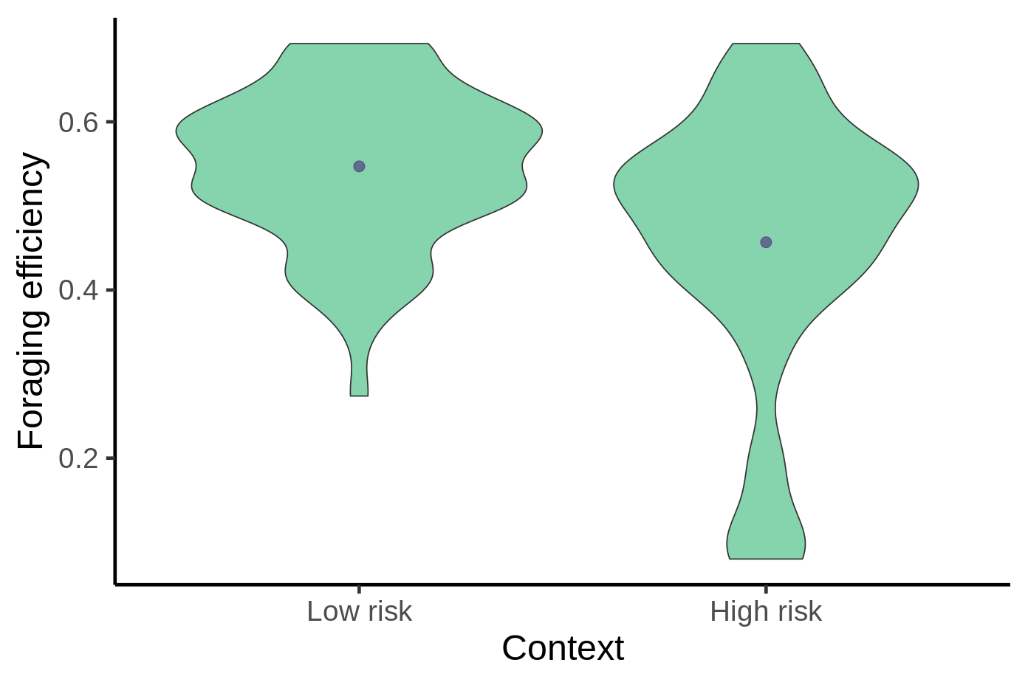 Foraging efficiency
0.6
0.4
0.2
Low risk
High risk
Context